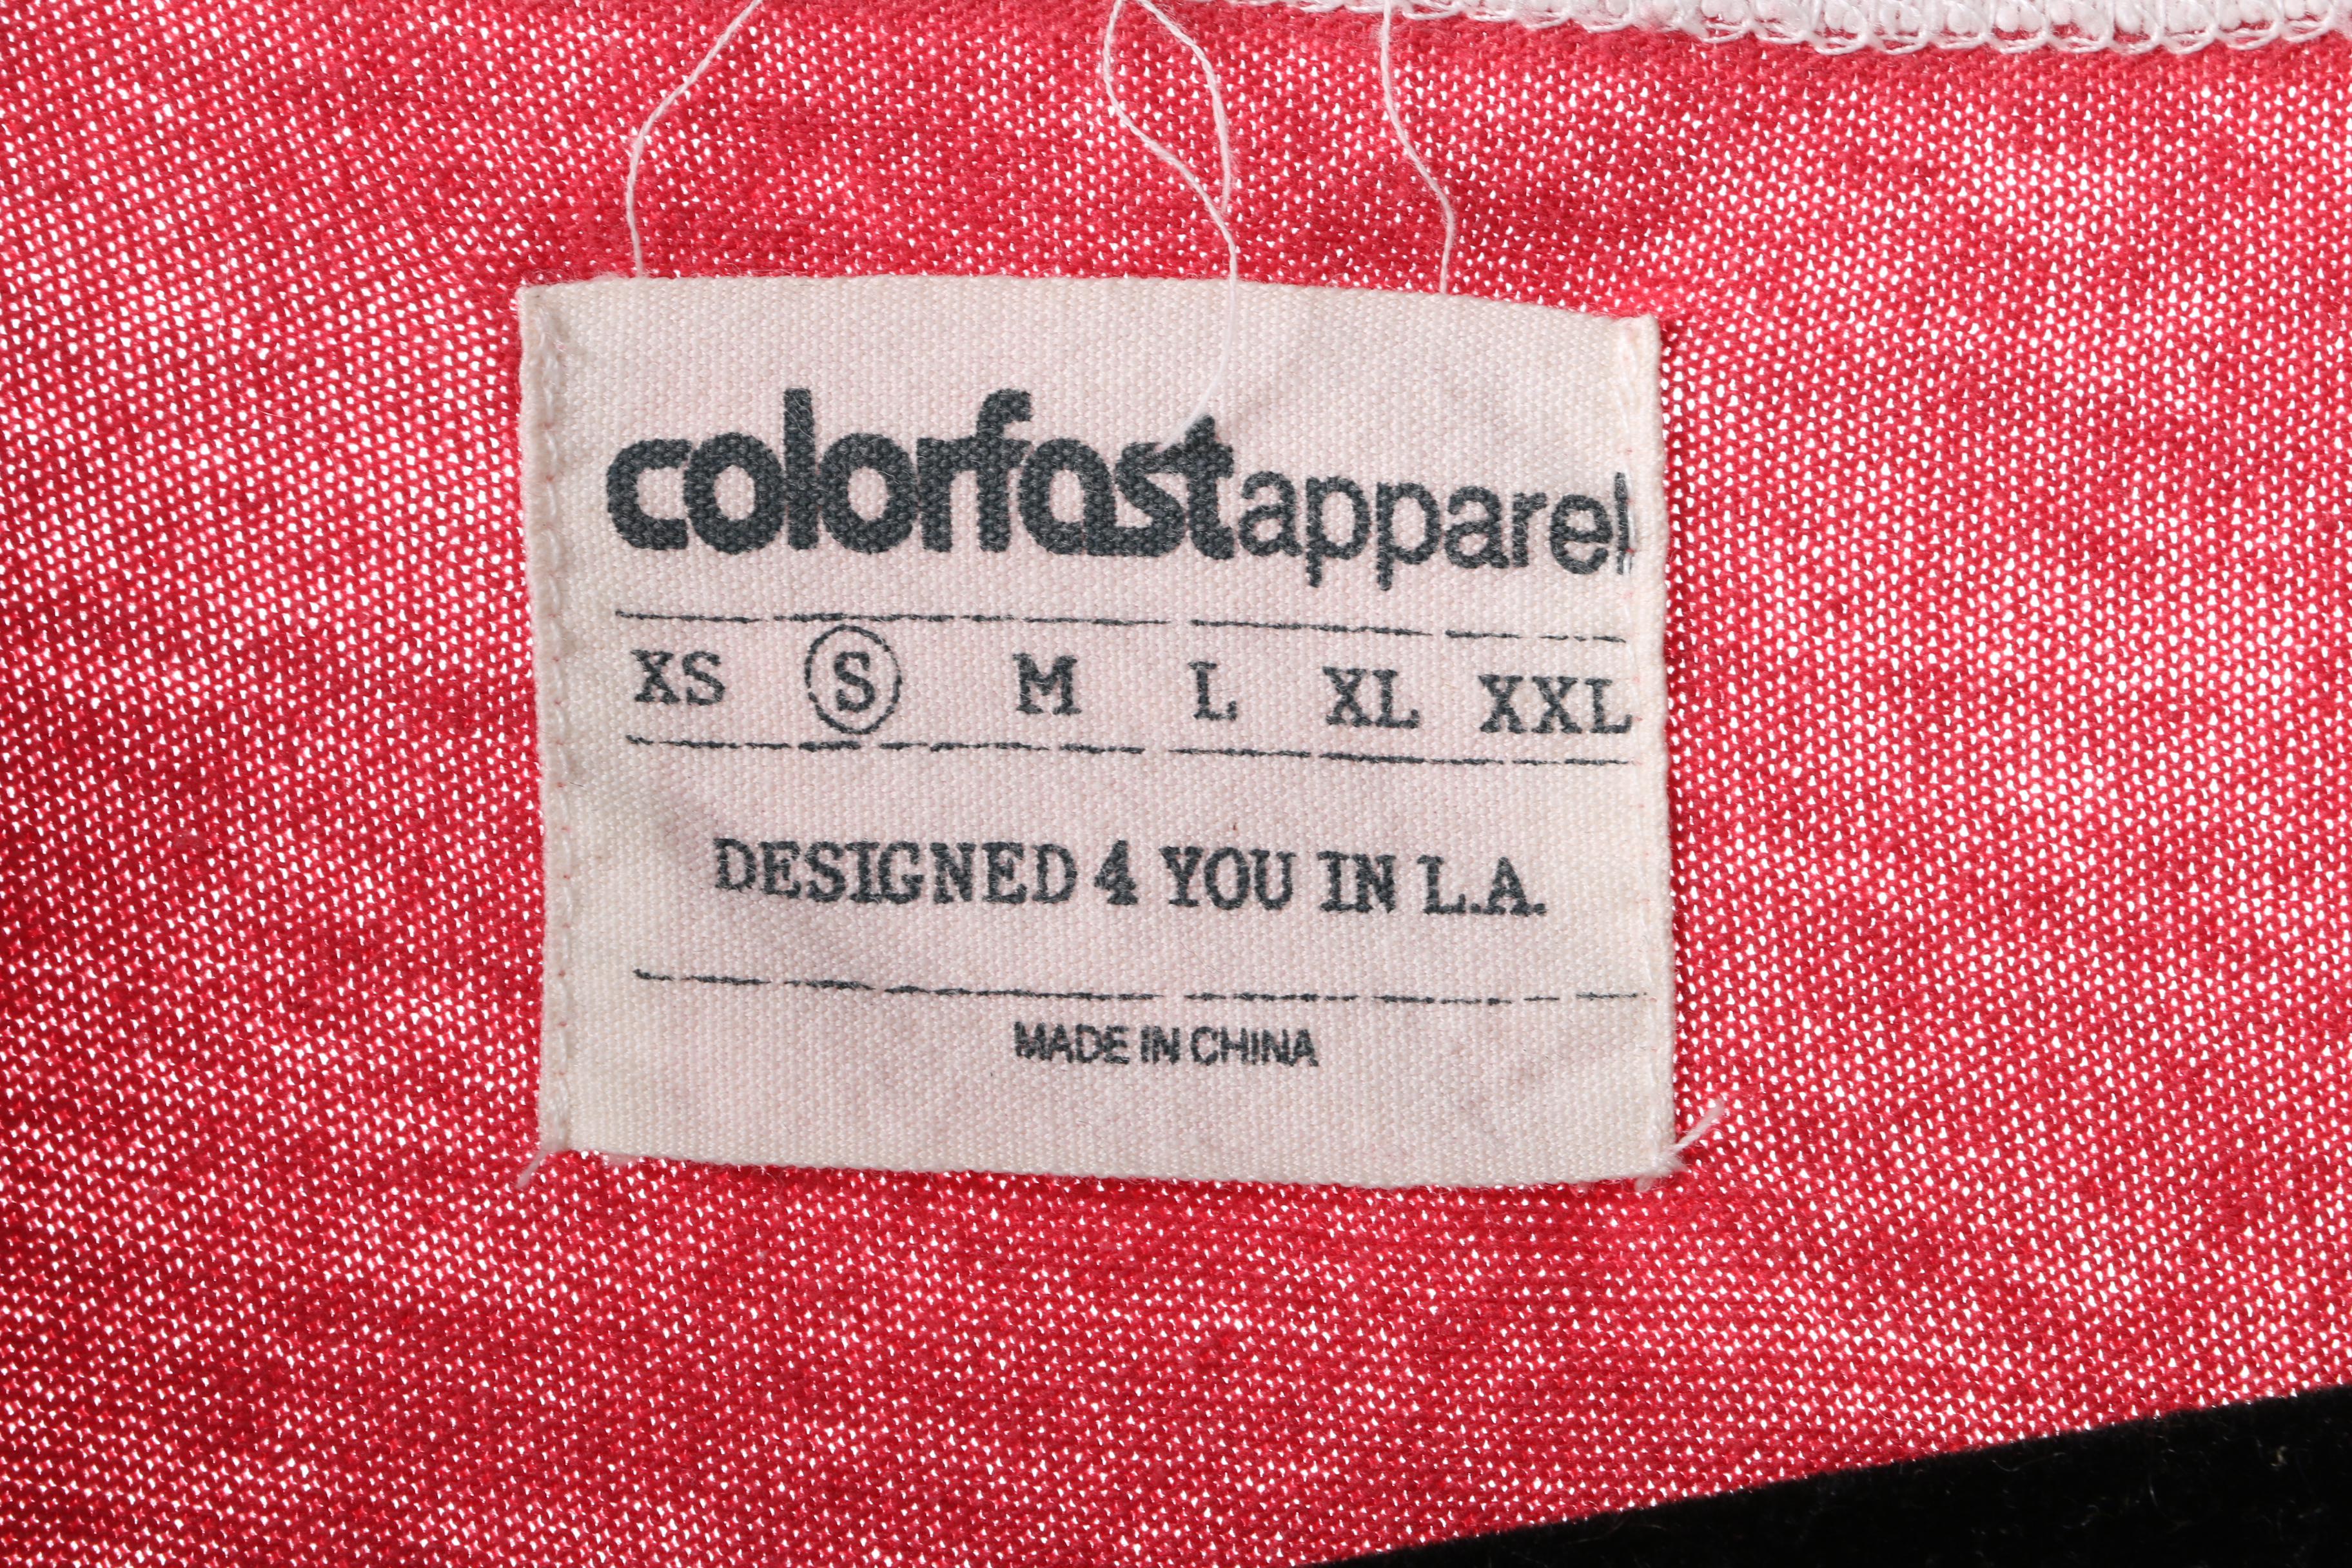 colorfastapparel
XS S M L XL XXL
DESIGNED 4 YOU IN L.A.
MADE IN CHINA